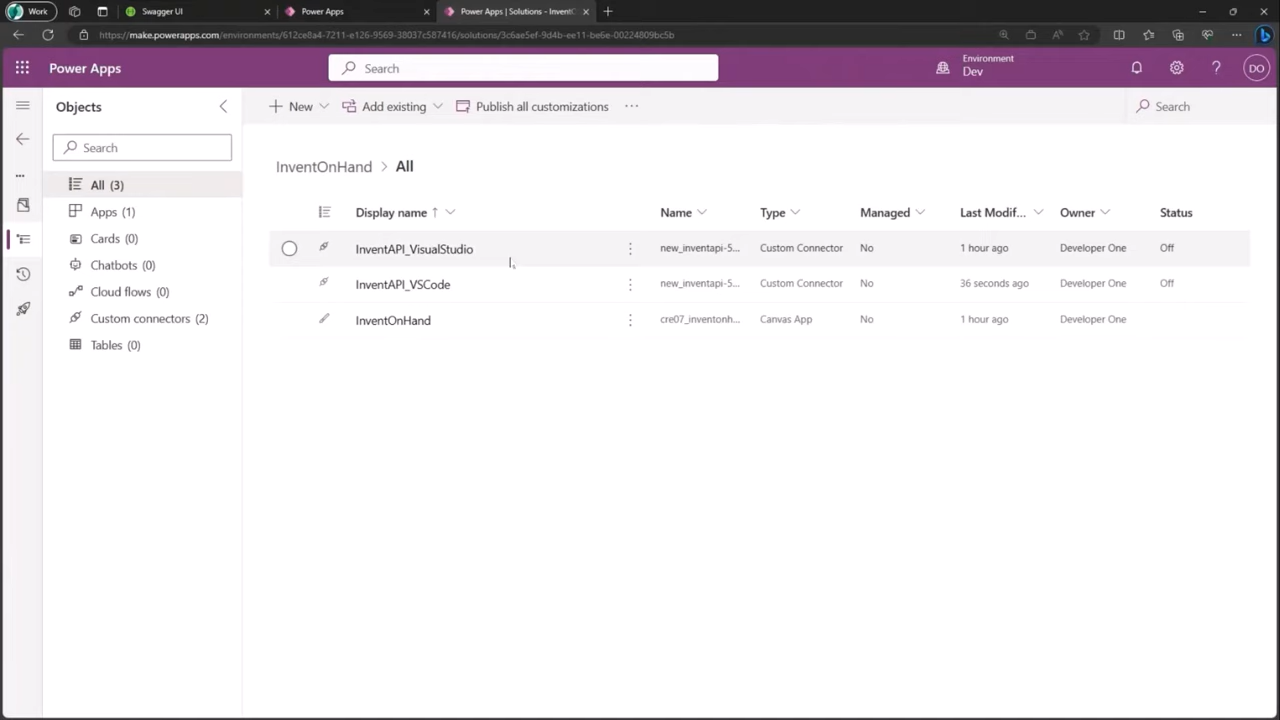 Work
Swagger UI
Power Apps
Power Apps | Solutions - InventO
https://make.powerapps.com/environments/612ce8a4-7211-e126-9569-38037c587416/solutions/3c6ae5ef-9d4b-ee11-be6e-00224809bc5b
Power Apps
Search
Environment
Dev
DO
Objects
New
Add existing
Publish all customizations
Search
Search
InventOnHand > All
All (3)
Apps (1)
Cards (0)
Chatbots (0)
Cloud flows (0)
Custom connectors (2)
Tables (0)
Display name ↑ Name Type Managed Last Modif... Owner Status
InventAPI_VisualStudio new_inventapi-5... Custom Connector No 1 hour ago Developer One Off
InventAPI_VSCode new_inventapi-5... Custom Connector No 36 seconds ago Developer One Off
InventOnHand cre07_inventonh... Canvas App No 1 hour ago Developer One